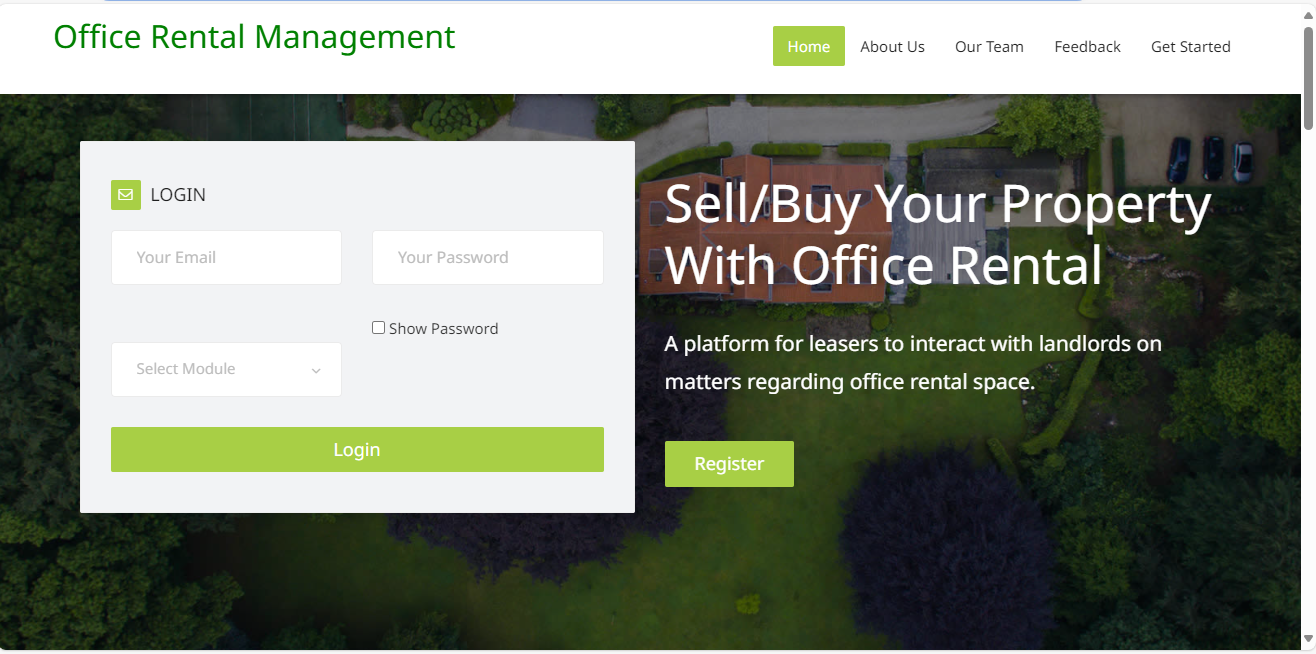 Office Rental Management
Home About Us Our Team Feedback Get Started
LOGIN
Your Email
Your Password
Show Password
Select Module
Login
Sell/Buy Your Property
With Office Rental
A platform for leasers to interact with landlords on
matters regarding office rental space.
Register